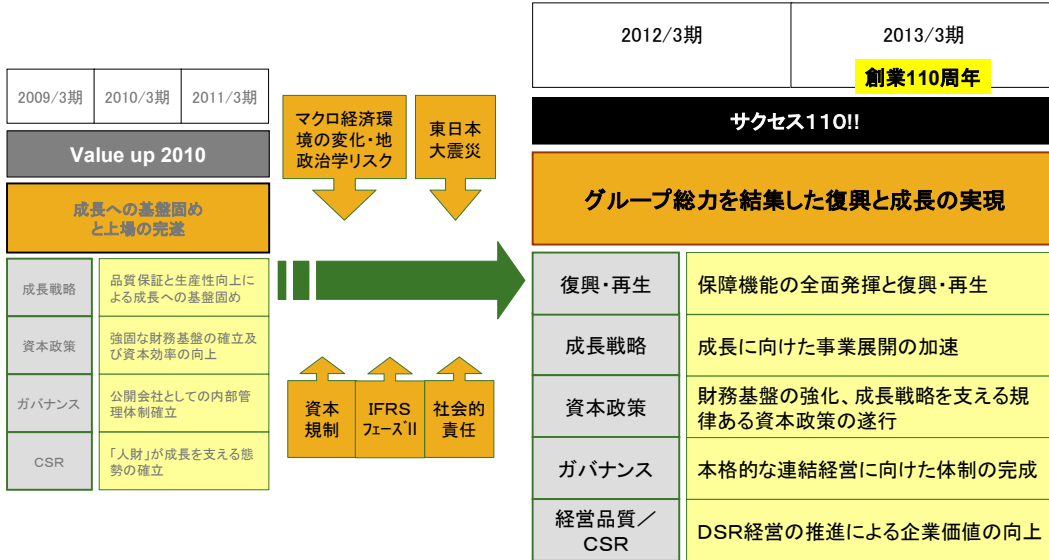 2009/3期
2010/3期
2011/3期
Value up 2010
成長への基盤固め
と上場の完遂
成長戦略
品質保証と生産性向上に
よる成長への基盤固め
資本政策
強固な財務基盤の確立及
び資本効率の向上
ガバナンス
公開会社としての内部管
理体制確立
CSR
「人財」が成長を支える態
勢の確立
マクロ経済環
境の変化・地
政治学リスク
東日本
大震災
資本
規制
IFRS
フェーズⅡ
社会的
責任
2012/3期
2013/3期
創業110周年
サクセス110!!
グループ総力を結集した復興と成長の実現
復興・再生
保障機能の全面発揮と復興・再生
成長戦略
成長に向けた事業展開の加速
資本政策
財務基盤の強化、成長戦略を支える規
律ある資本政策の遂行
ガバナンス
本格的な連結経営に向けた体制の完成
経営品質／
CSR
DSR経営の推進による企業価値の向上